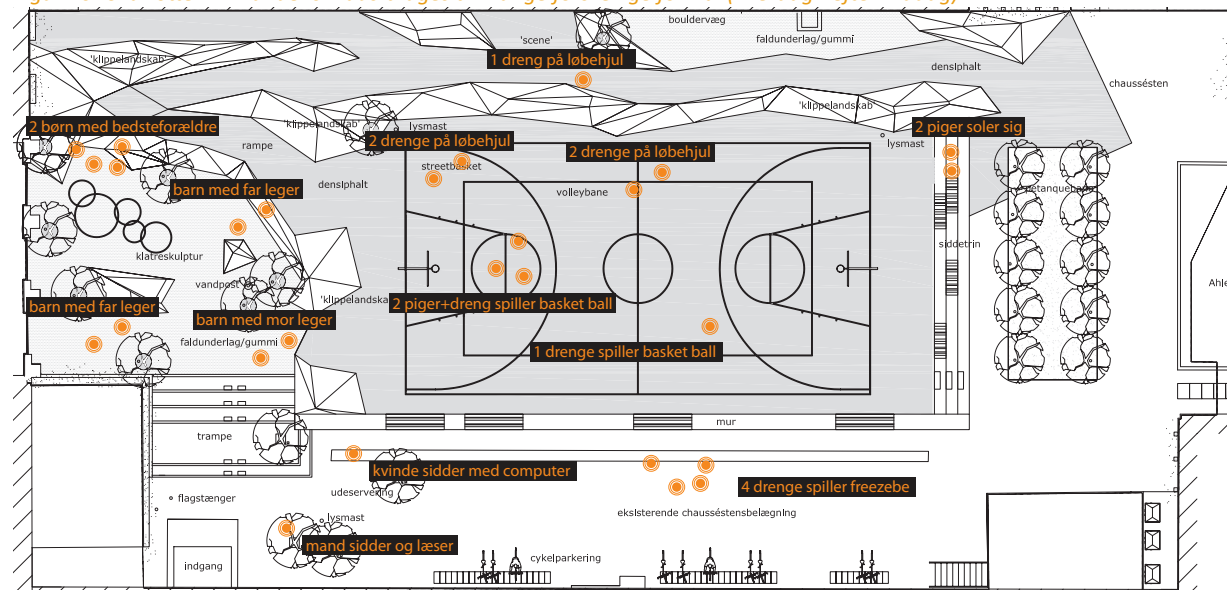 bouldervæg
'scene'
faldunderlag/gummi
1 dreng på løbehjul
'klippelandskab'
densiphalt
chaussésten
'klippelandskab'
'klippelandskab'
2 børn med bedsteforældre
lysmast
2 piger soler sig
rampe
2 drenge på løbehjul
lysmast
2 drenge på løbehjul
streetbasket
barn med far leger
densiphalt
volleybane
petanquebane
klatreskulptur
siddetrin
vandpost
'klippelandska
2 piger+dreng spiller basket ball
Ahle
barn med far leger
barn med mor leger
faldunderlag/gummi
1 drenge spiller basket ball
mur
trampe
kvinde sidder med computer
4 drenge spiller freezebe
udeservering
flagstænger
eksisterende chausséstensbelægning
lysmast
mand sidder og læser
cykelparkering
indgang